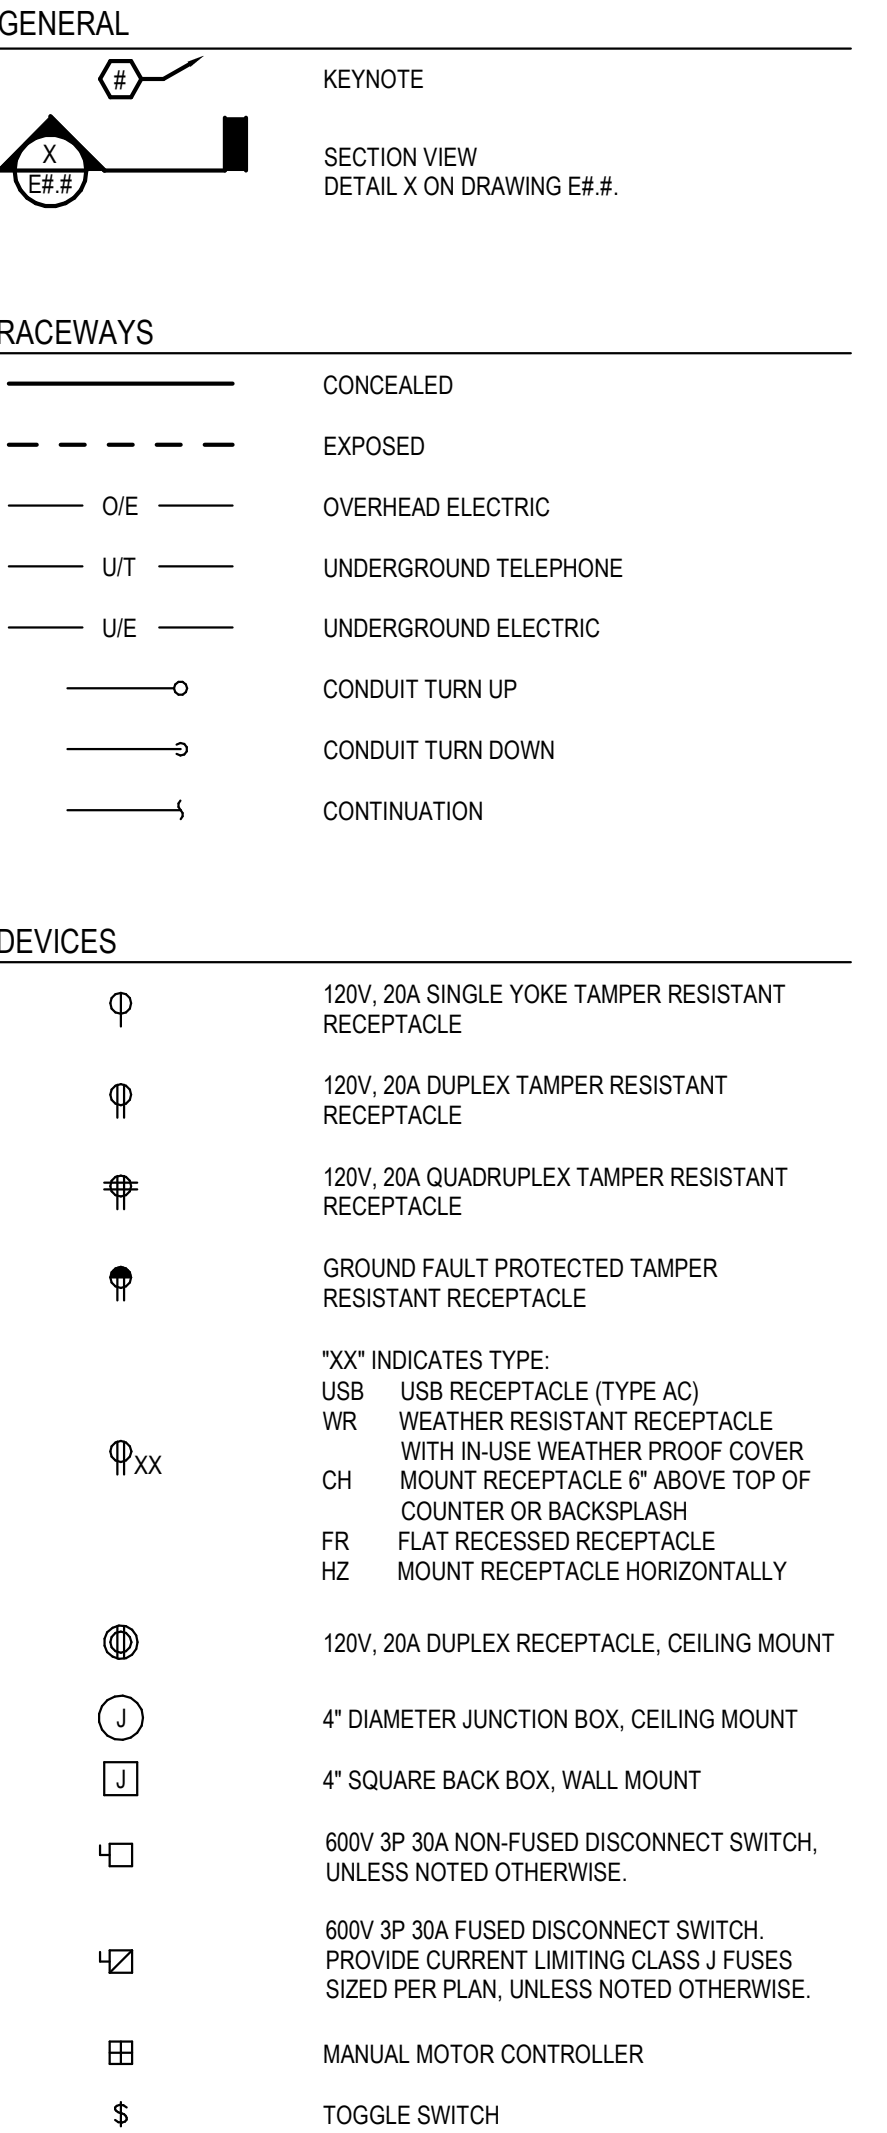 GENERAL
# KEYNOTE
X
E#.#
SECTION VIEW
DETAIL X ON DRAWING E#.#.
RACEWAYS
CONCEALED
EXPOSED
O/E OVERHEAD ELECTRIC
U/T UNDERGROUND TELEPHONE
U/E UNDERGROUND ELECTRIC
CONDUIT TURN UP
CONDUIT TURN DOWN
CONTINUATION
DEVICES
120V, 20A SINGLE YOKE TAMPER RESISTANT
RECEPTACLE
120V, 20A DUPLEX TAMPER RESISTANT
RECEPTACLE
120V, 20A QUADRUPLEX TAMPER RESISTANT
RECEPTACLE
GROUND FAULT PROTECTED TAMPER
RESISTANT RECEPTACLE
XX
"XX" INDICATES TYPE:
USB USB RECEPTACLE (TYPE AC)
WR WEATHER RESISTANT RECEPTACLE
WITH IN-USE WEATHER PROOF COVER
CH MOUNT RECEPTACLE 6" ABOVE TOP OF
COUNTER OR BACKSPLASH
FR FLAT RECESSED RECEPTACLE
HZ MOUNT RECEPTACLE HORIZONTALLY
120V, 20A DUPLEX RECEPTACLE, CEILING MOUNT
J 4" DIAMETER JUNCTION BOX, CEILING MOUNT
J 4" SQUARE BACK BOX, WALL MOUNT
600V 3P 30A NON-FUSED DISCONNECT SWITCH,
UNLESS NOTED OTHERWISE.
600V 3P 30A FUSED DISCONNECT SWITCH.
PROVIDE CURRENT LIMITING CLASS J FUSES
SIZED PER PLAN, UNLESS NOTED OTHERWISE.
MANUAL MOTOR CONTROLLER
$ TOGGLE SWITCH